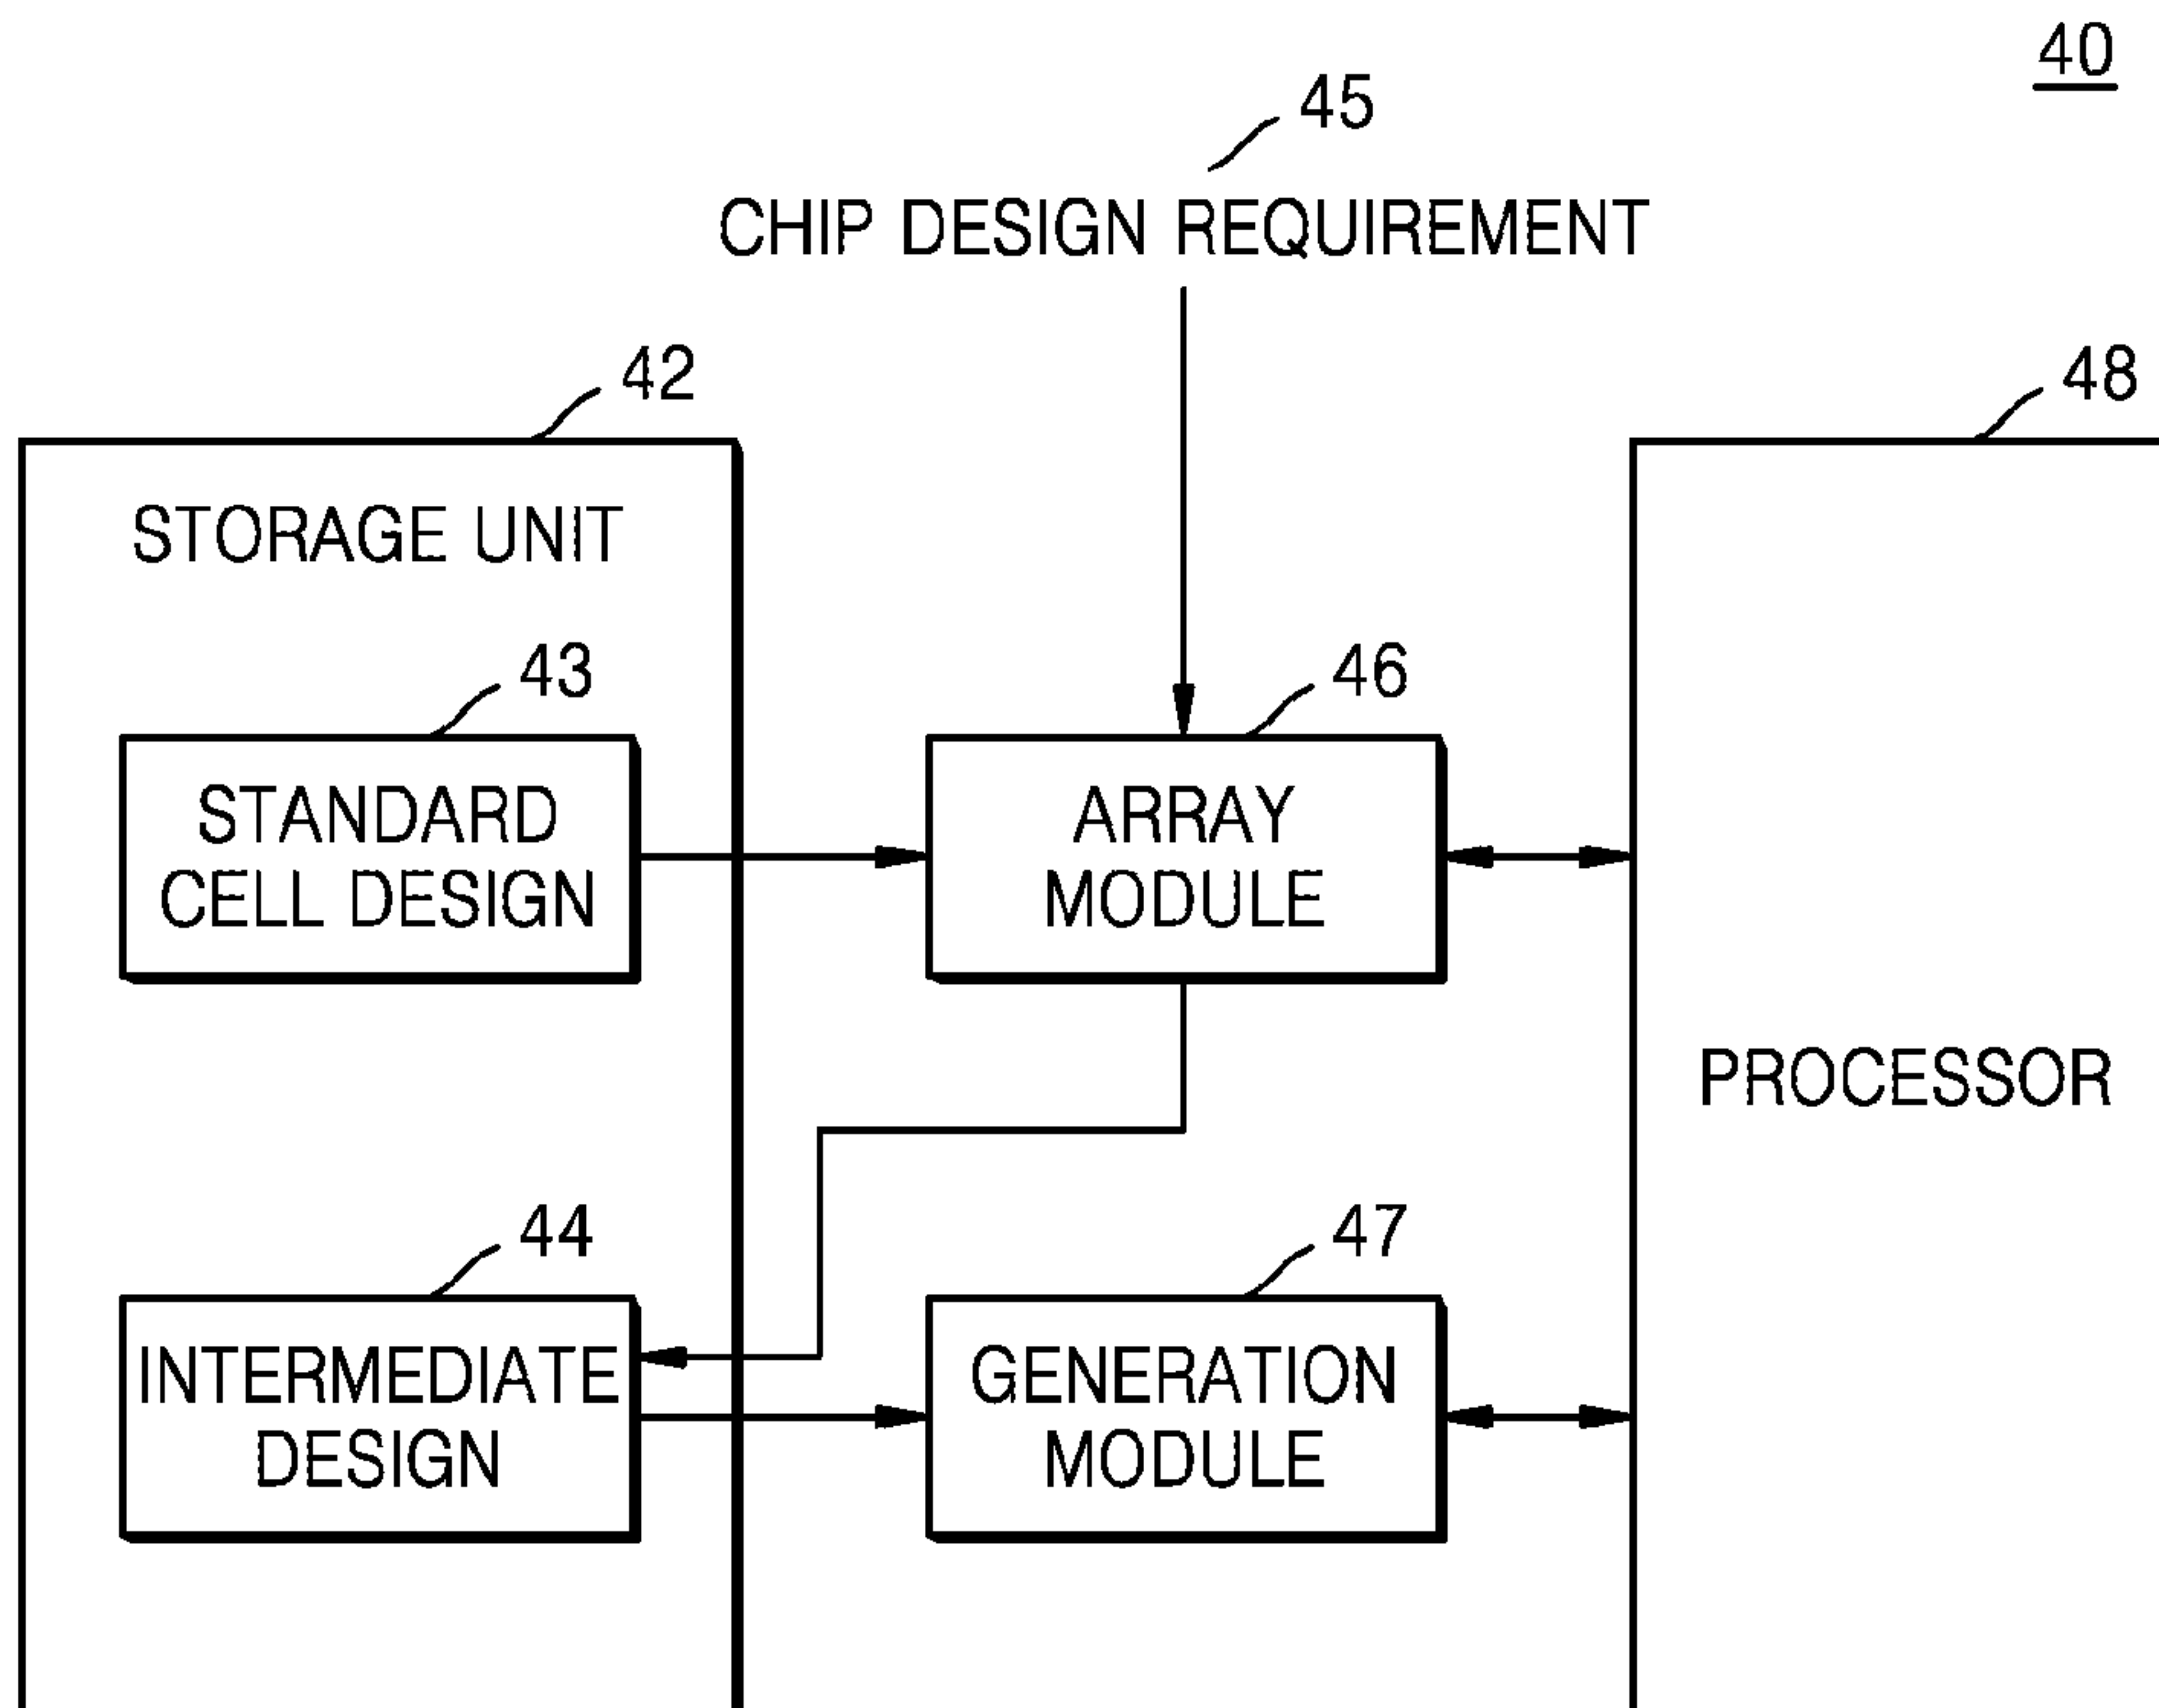 40
45
CHIP DESIGN REQUIREMENT
42
48
STORAGE UNIT
43
46
STANDARD
CELL DESIGN
ARRAY
MODULE
PROCESSOR
44
47
INTERMEDIATE
DESIGN
GENERATION
MODULE